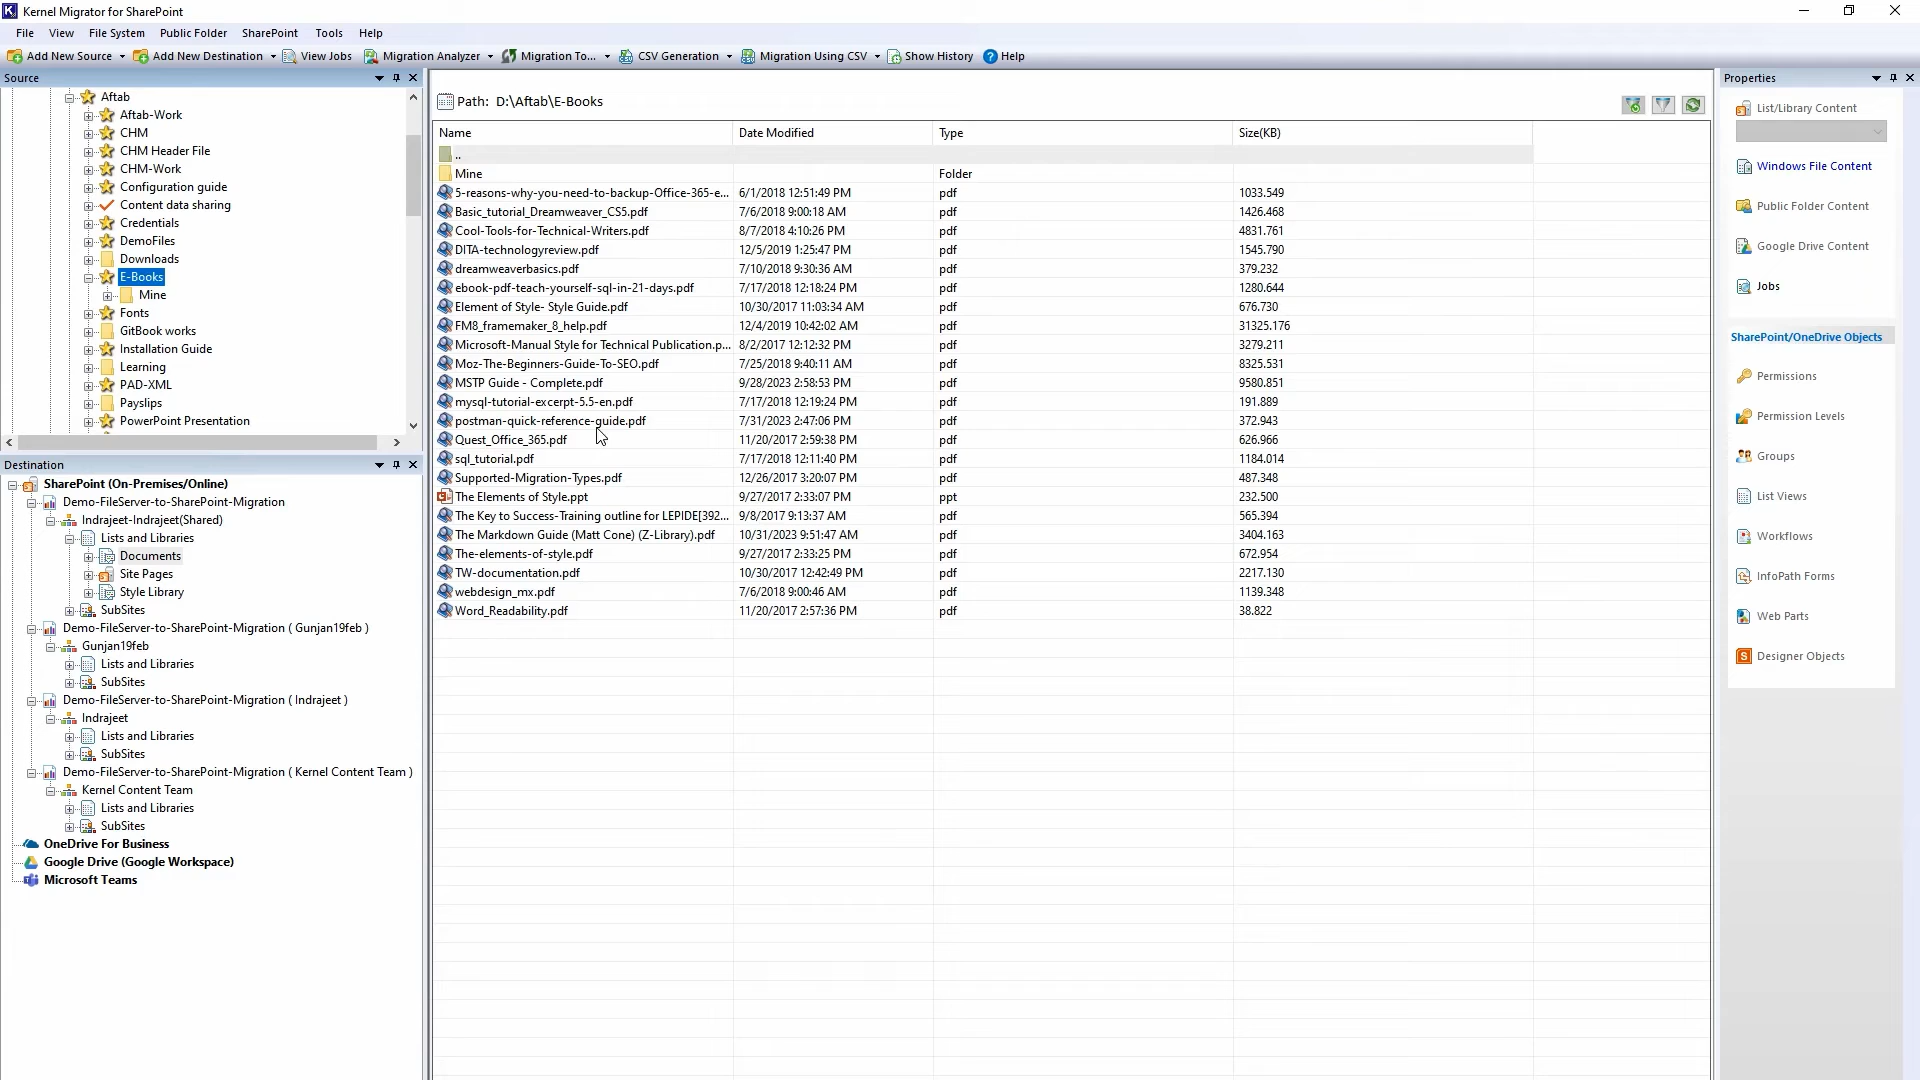 Kernel Migrator for SharePoint
File View File System Public Folder SharePoint Tools Help
Add New Source Add New Destination View Jobs Migration Analyzer Migration To... CSV Generation Migration Using CSV Show History Help
Source
Aftab
Aftab-Work
CHM
CHM Header File
CHM-Work
Configuration guide
Content data sharing
Credentials
DemoFiles
Downloads
E-Books
Mine
Fonts
GitBook works
Installation Guide
Learning
PAD-XML
Payslips
PowerPoint Presentation
Destination
SharePoint (On-Premises/Online)
Demo-FileServer-to-SharePoint-Migration
Indrajeet-Indrajeet(Shared)
Lists and Libraries
Documents
Site Pages
Style Library
SubSites
Demo-FileServer-to-SharePoint-Migration ( Gunjan19feb )
Gunjan19feb
Lists and Libraries
SubSites
Demo-FileServer-to-SharePoint-Migration ( Indrajeet )
Indrajeet
Lists and Libraries
SubSites
Demo-FileServer-to-SharePoint-Migration ( Kernel Content Team )
Kernel Content Team
Lists and Libraries
SubSites
OneDrive For Business
Google Drive (Google Workspace)
Microsoft Teams
Path: D:\Aftab\E-Books
Name Date Modified Type Size(KB)
..
Mine Folder
5-reasons-why-you-need-to-backup-Office-365-e... 6/1/2018 12:51:49 PM pdf 1033.549
Basic_tutorial_Dreamweaver_CS5.pdf 7/6/2018 9:00:18 AM pdf 1426.468
Cool-Tools-for-Technical-Writers.pdf 8/7/2018 4:10:26 PM pdf 4831.761
DITA-technologyreview.pdf 12/5/2019 1:25:47 PM pdf 1545.790
dreamweaverbasics.pdf 7/10/2018 9:30:36 AM pdf 379.232
ebook-pdf-teach-yourself-sql-in-21-days.pdf 7/17/2018 12:18:24 PM pdf 1280.644
Element of Style- Style Guide.pdf 10/30/2017 11:03:34 AM pdf 676.730
FM8_framemaker_8_help.pdf 12/4/2019 10:42:02 AM pdf 31325.176
Microsoft-Manual Style for Technical Publication.p... 8/2/2017 12:12:32 PM pdf 3279.211
Moz-The-Beginners-Guide-To-SEO.pdf 7/25/2018 9:40:11 AM pdf 8325.531
MSTP Guide - Complete.pdf 9/28/2023 2:58:53 PM pdf 9580.851
mysql-tutorial-excerpt-5.5-en.pdf 7/17/2018 12:19:24 PM pdf 191.889
postman-quick-reference-guide.pdf 7/31/2023 2:47:06 PM pdf 372.943
Quest_Office_365.pdf 11/20/2017 2:59:38 PM pdf 626.966
sql_tutorial.pdf 7/17/2018 12:11:40 PM pdf 1184.014
Supported-Migration-Types.pdf 12/26/2017 3:20:07 PM pdf 487.348
The Elements of Style.ppt 9/27/2017 2:33:07 PM ppt 232.500
The Key to Success-Training outline for LEPIDE[392... 9/8/2017 9:13:37 AM pdf 565.394
The Markdown Guide (Matt Cone) (Z-Library).pdf 10/31/2023 9:51:47 AM pdf 3404.163
The-elements-of-style.pdf 9/27/2017 2:33:25 PM pdf 672.954
TW-documentation.pdf 10/30/2017 12:42:49 PM pdf 2217.130
webdesign_mx.pdf 7/6/2018 9:00:46 AM pdf 1139.348
Word_Readability.pdf 11/20/2017 2:57:36 PM pdf 38.822
Properties
List/Library Content
Windows File Content
Public Folder Content
Google Drive Content
Jobs
SharePoint/OneDrive Objects
Permissions
Permission Levels
Groups
List Views
Workflows
InfoPath Forms
Web Parts
Designer Objects